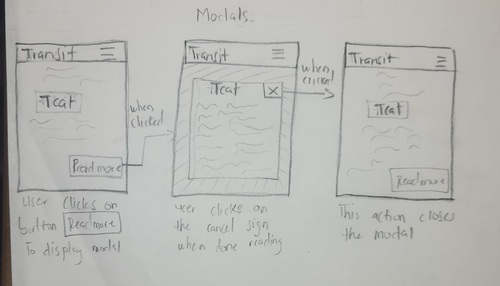 Modals.
Transit
Text
Read more
when
clicked
User Clicks on
button Read more
To display modal
Transit
Text X
when
clicked
user clicks on
the cancel sign
when done reading
Transit
Text
Read more
This action closes
the modal